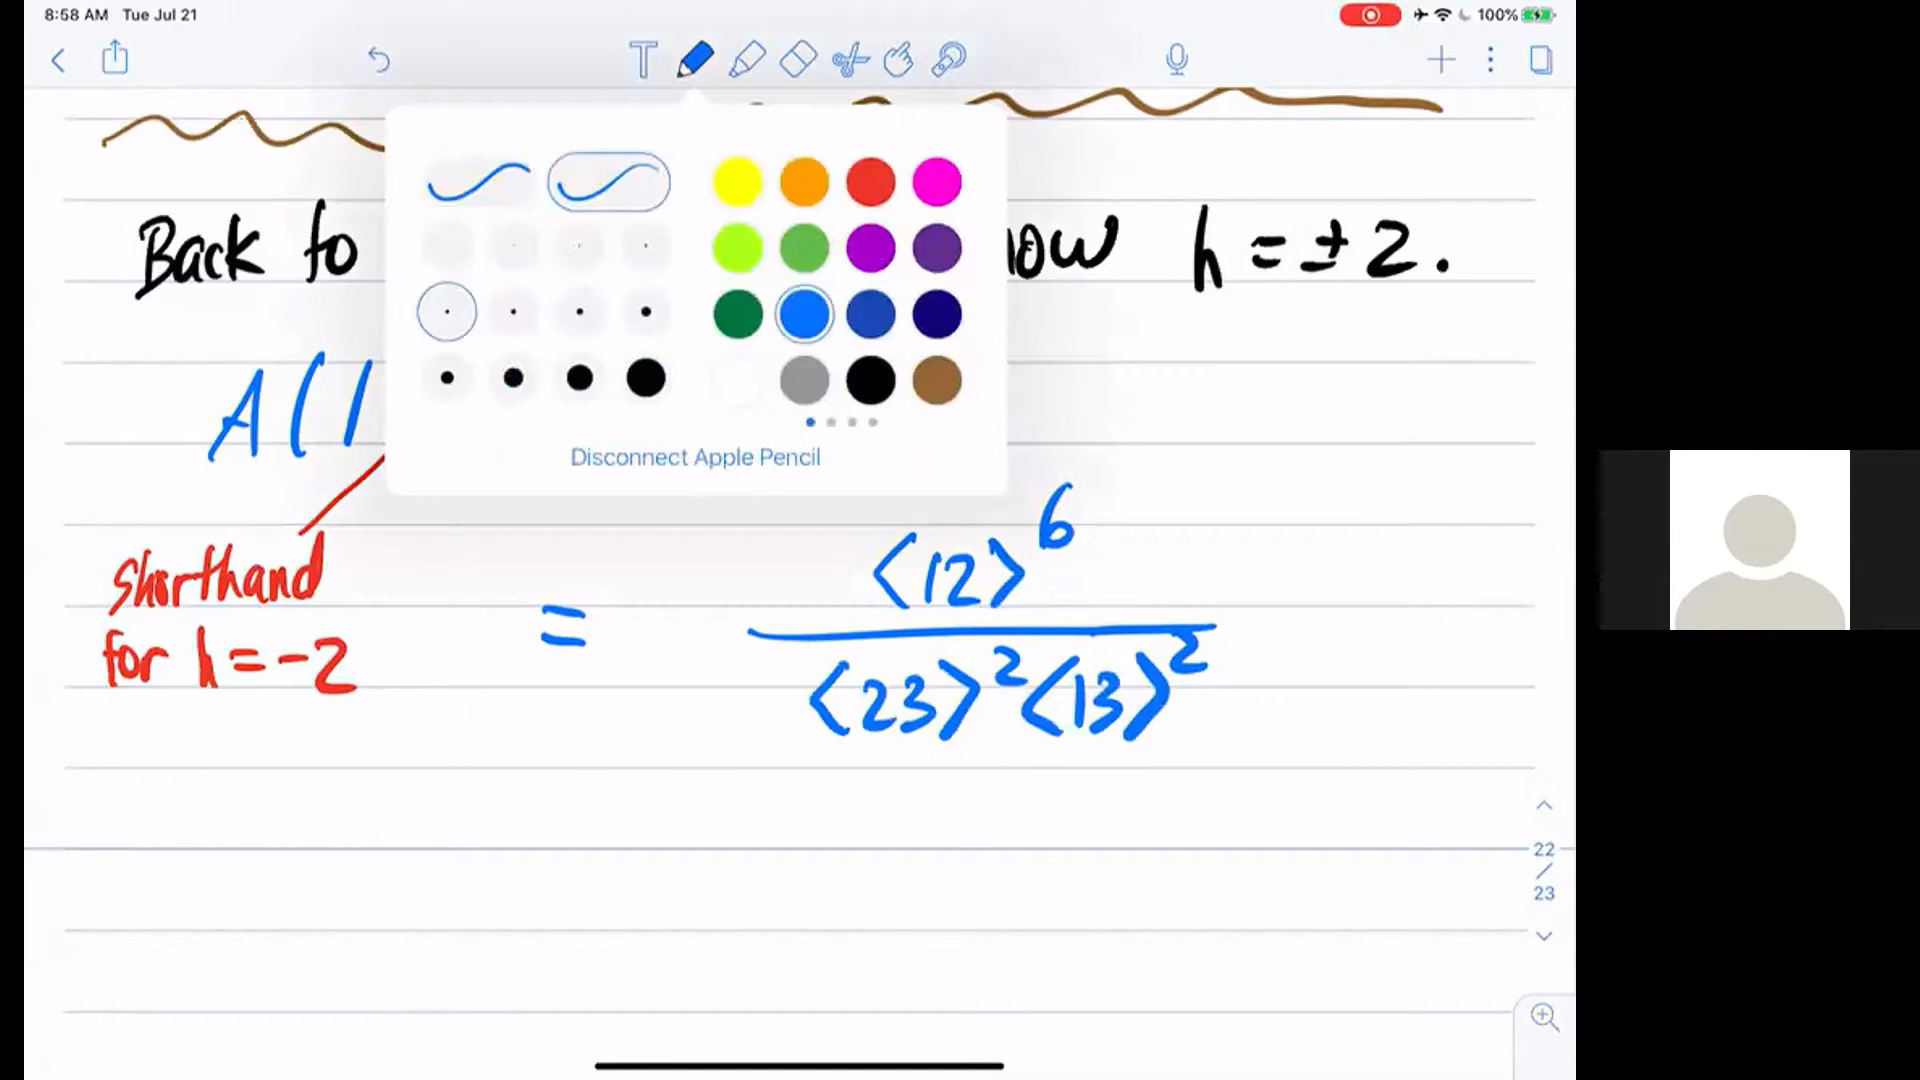 8:58 AM Tue Jul 21
100%
T
Back to now h = ± 2.
A(1
Disconnect Apple Pencil
shorthand
for h = -2
= ⟨12⟩^6
⟨23⟩^2⟨13⟩^2
22
/
23